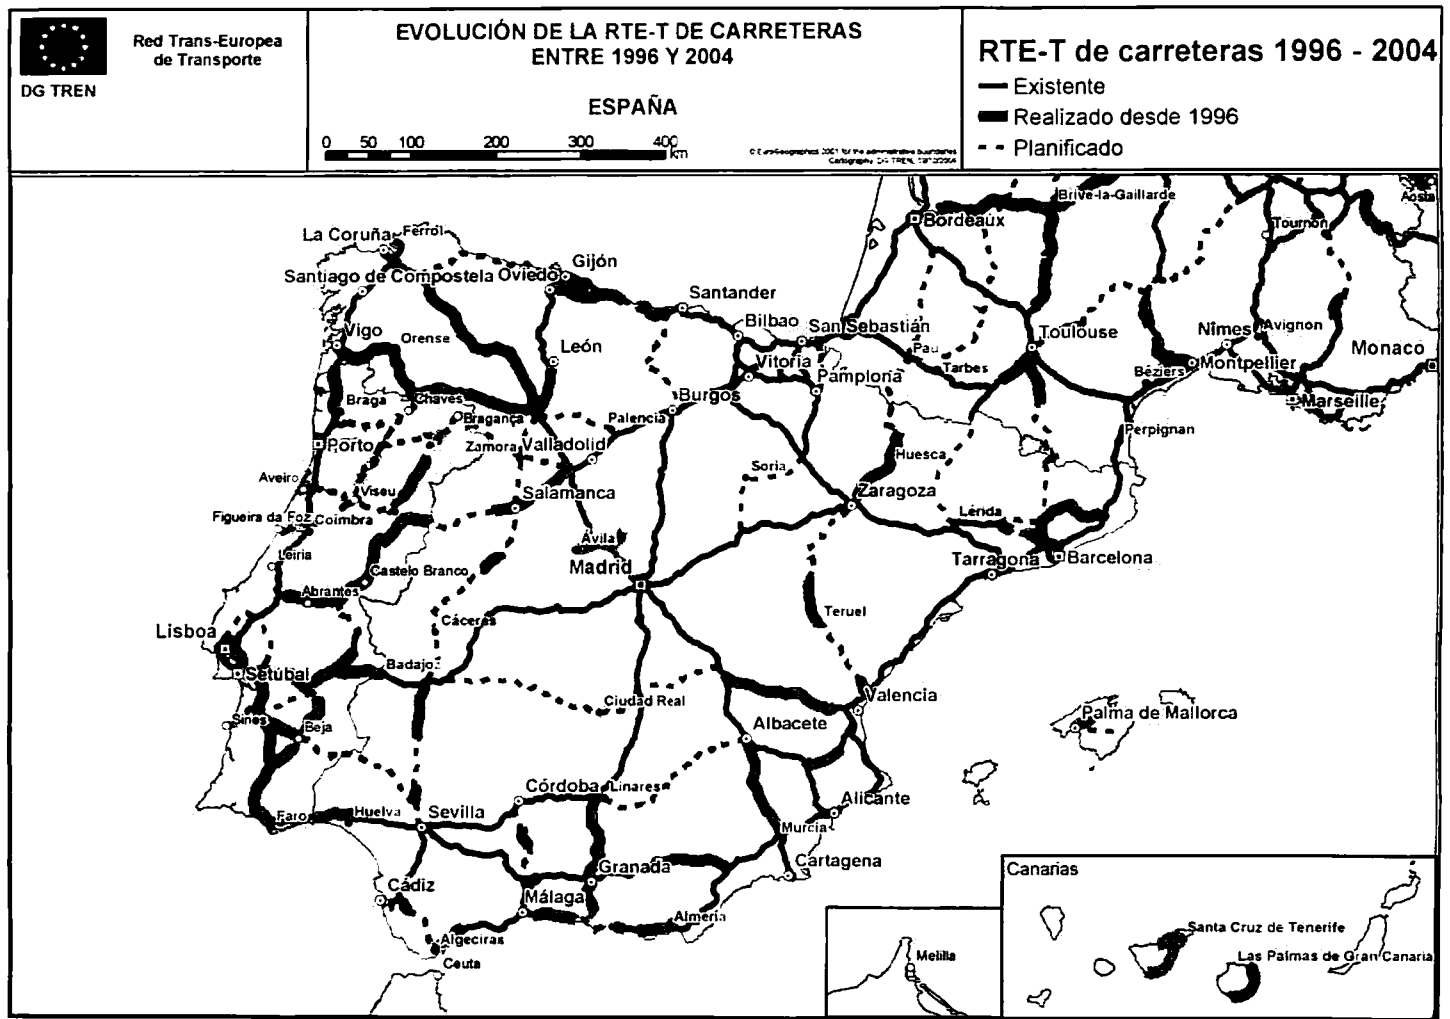 Red Trans-Europea
de Transporte
DG TREN
EVOLUCIÓN DE LA RTE-T DE CARRETERAS
ENTRE 1996 Y 2004
ESPAÑA
0 50 100 200 300 400
km
RTE-T de carreteras 1996 - 2004
Existente
Realizado desde 1996
Planificado
Brive-la-Gaillarde
Aosta
Bordeaux
Tournon
La Coruña
Ferrol
Gijón
Santiago de Compostela
Oviedo
Santander
Bilbao
San Sebastián
Vigo
Orense
León
Toulouse
Nîmes
Avignon
Monaco
Pau
Tarbes
Vitoria
Pamplona
Béziers
Montpellier
Marseille
Braga
Chaves
Bragança
Palencia
Burgos
Perpignan
Porto
Zamora
Valladolid
Huesca
Soria
Aveiro
Viseu
Salamanca
Zaragoza
Figueira da Foz
Coimbra
Lérida
Leiria
Ávila
Madrid
Tarragona
Barcelona
Castelo Branco
Abrantes
Cáceres
Teruel
Lisboa
Setúbal
Badajoz
Ciudad Real
Valencia
Palma de Mallorca
Sines
Beja
Albacete
Córdoba
Linares
Alicante
Faro
Huelva
Sevilla
Murcia
Cartagena
Granada
Cádiz
Málaga
Almería
Algeciras
Ceuta
Melilla
Canarias
Santa Cruz de Tenerife
Las Palmas de Gran Canaria